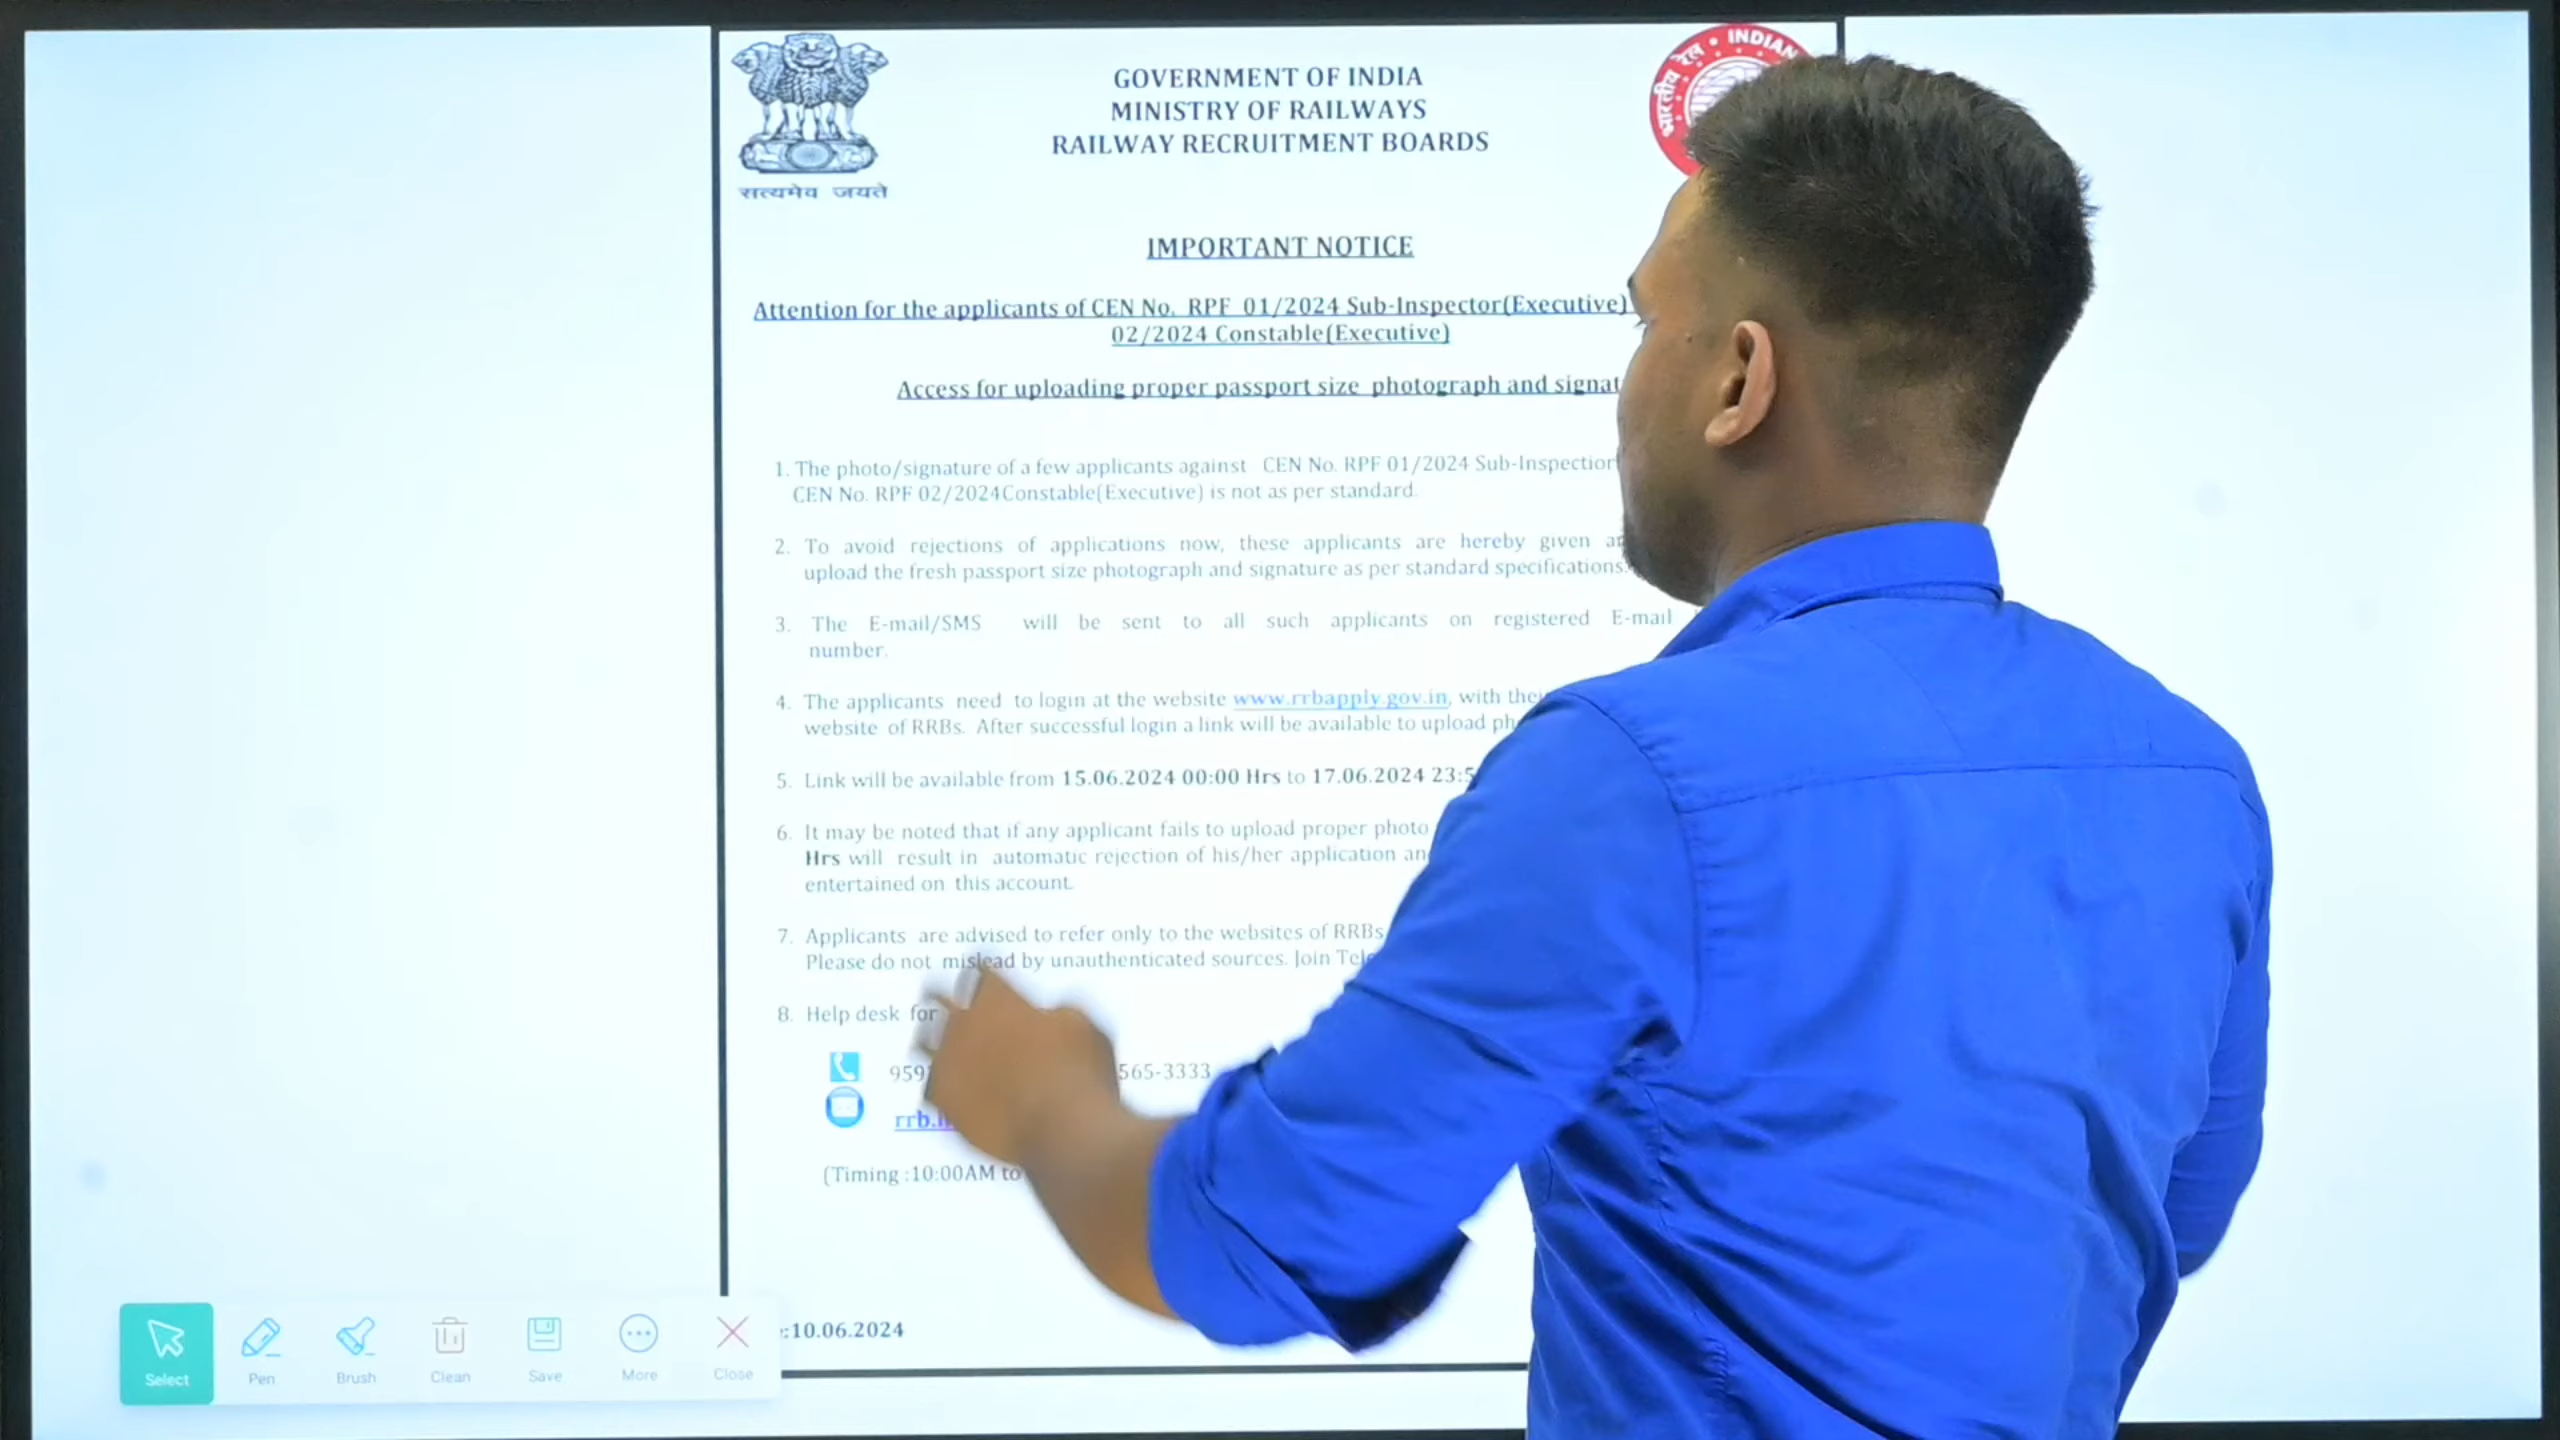 सत्यमेव जयते
GOVERNMENT OF INDIA
MINISTRY OF RAILWAYS
RAILWAY RECRUITMENT BOARDS
भारतीय रेल • INDIAN
IMPORTANT NOTICE
Attention for the applicants of CEN No. RPF 01/2024 Sub-Inspector(Executive)
02/2024 Constable(Executive)
Access for uploading proper passport size photograph and
1. The photo/signature of a few applicants against CEN No. RPF 01/2024
CEN No. RPF 02/2024Constable(Executive) is not as per standard.
2. To avoid rejections of applications now, these applicants are hereby given
upload the fresh passport size photograph and signature as per standard specifications.
3. The E-mail/SMS will be sent to all such applicants on registered E-mail
number.
4. The applicants need to login at the website www.rrbapply.gov.in, with
website of RRBs. After successful login a link will be available to upload
5. Link will be available from 15.06.2024 00:00 Hrs to 17.06.2024
6. It may be noted that if any applicant fails to upload proper photo
Hrs will result in automatic rejection of his/her application
entertained on this account.
7. Applicants are advised to refer only to the websites of RRBs
Please do not mislead by unauthenticated sources. Join
8. Help desk for
565-3333
(Timing :10:00AM to
:10.06.2024
Select Pen Brush Clean Save More Close